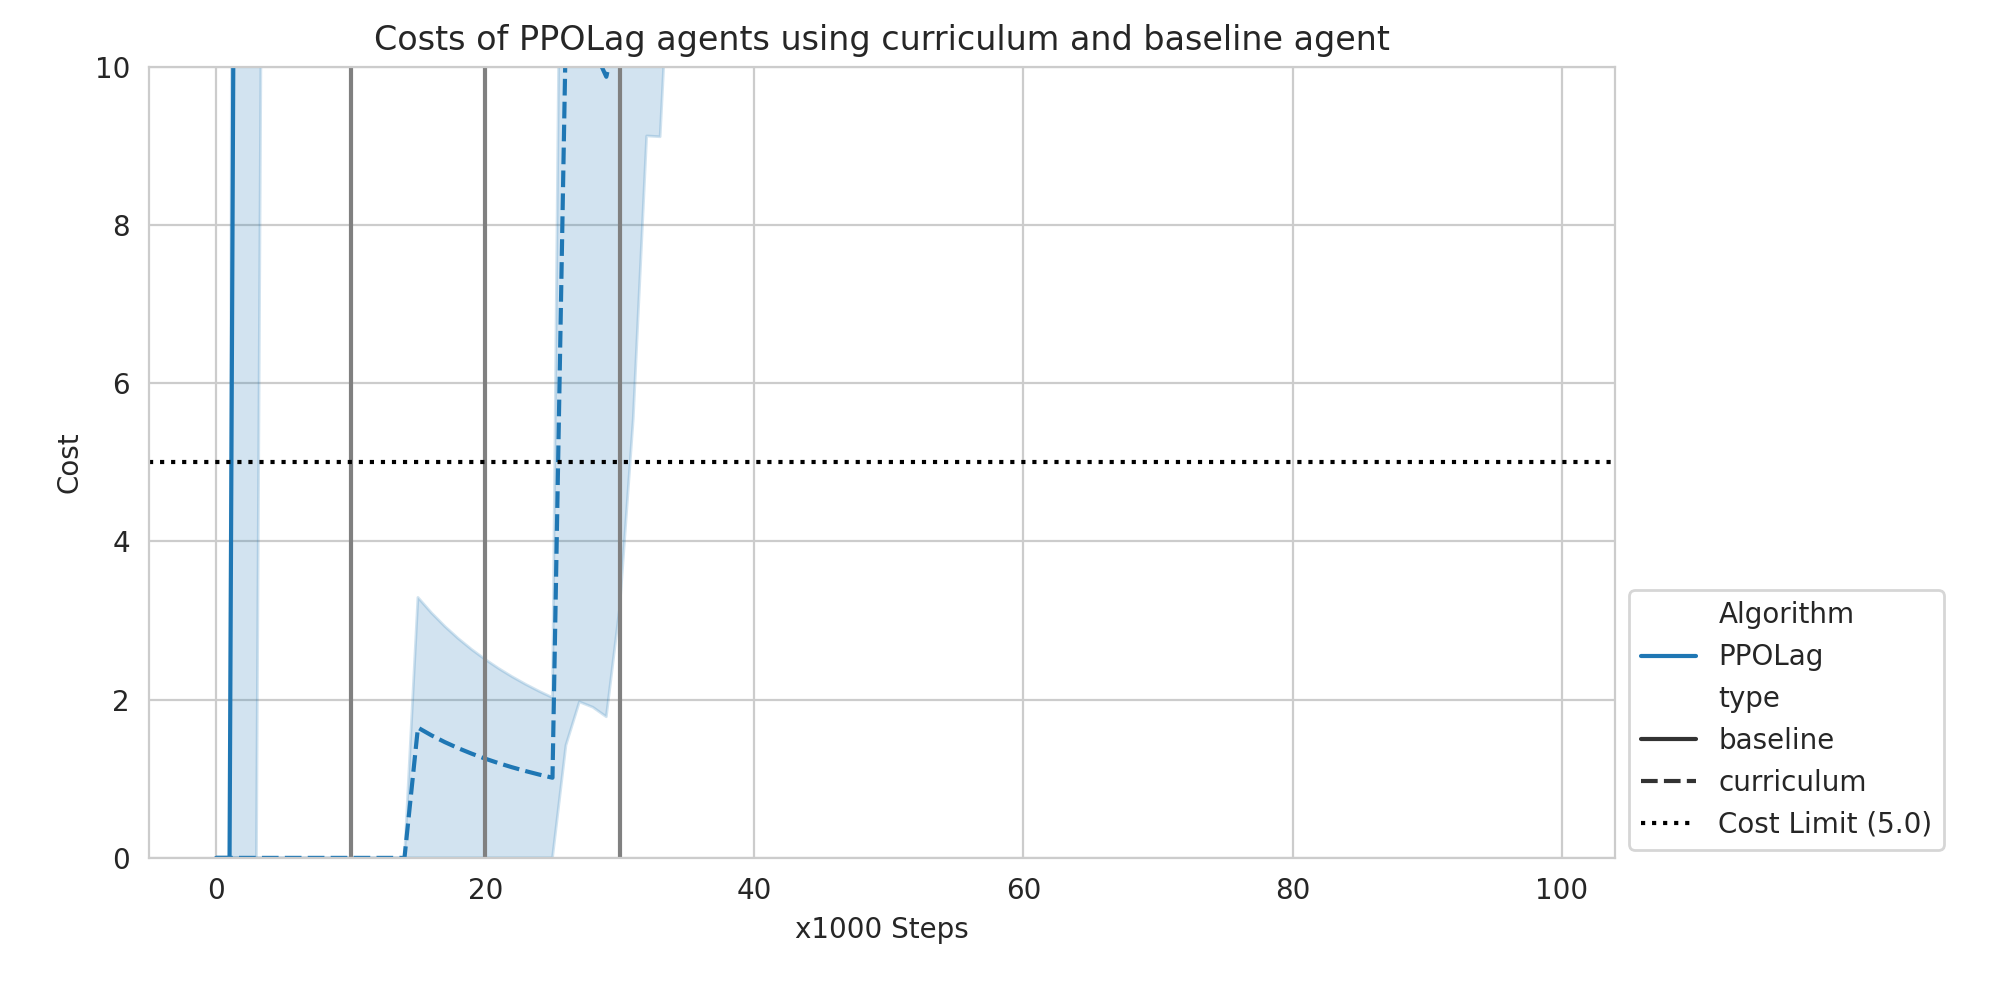 Costs of PPOLag agents using curriculum and baseline agent
10
8
6
4
2
0
Cost
0 20 40 60 80 100
x1000 Steps
Algorithm
PPOLag
type
baseline
curriculum
Cost Limit (5.0)